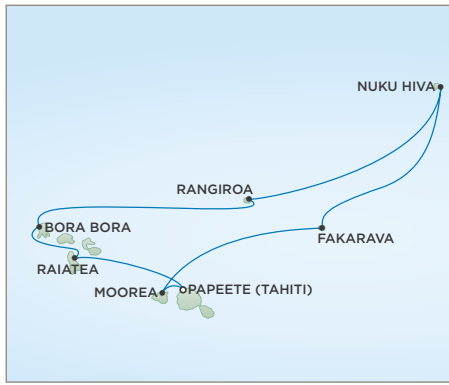 NUKU HIVA
RANGIROA
BORA BORA
FAKARAVA
RAIATEA
MOOREA
PAPEETE (TAHITI)